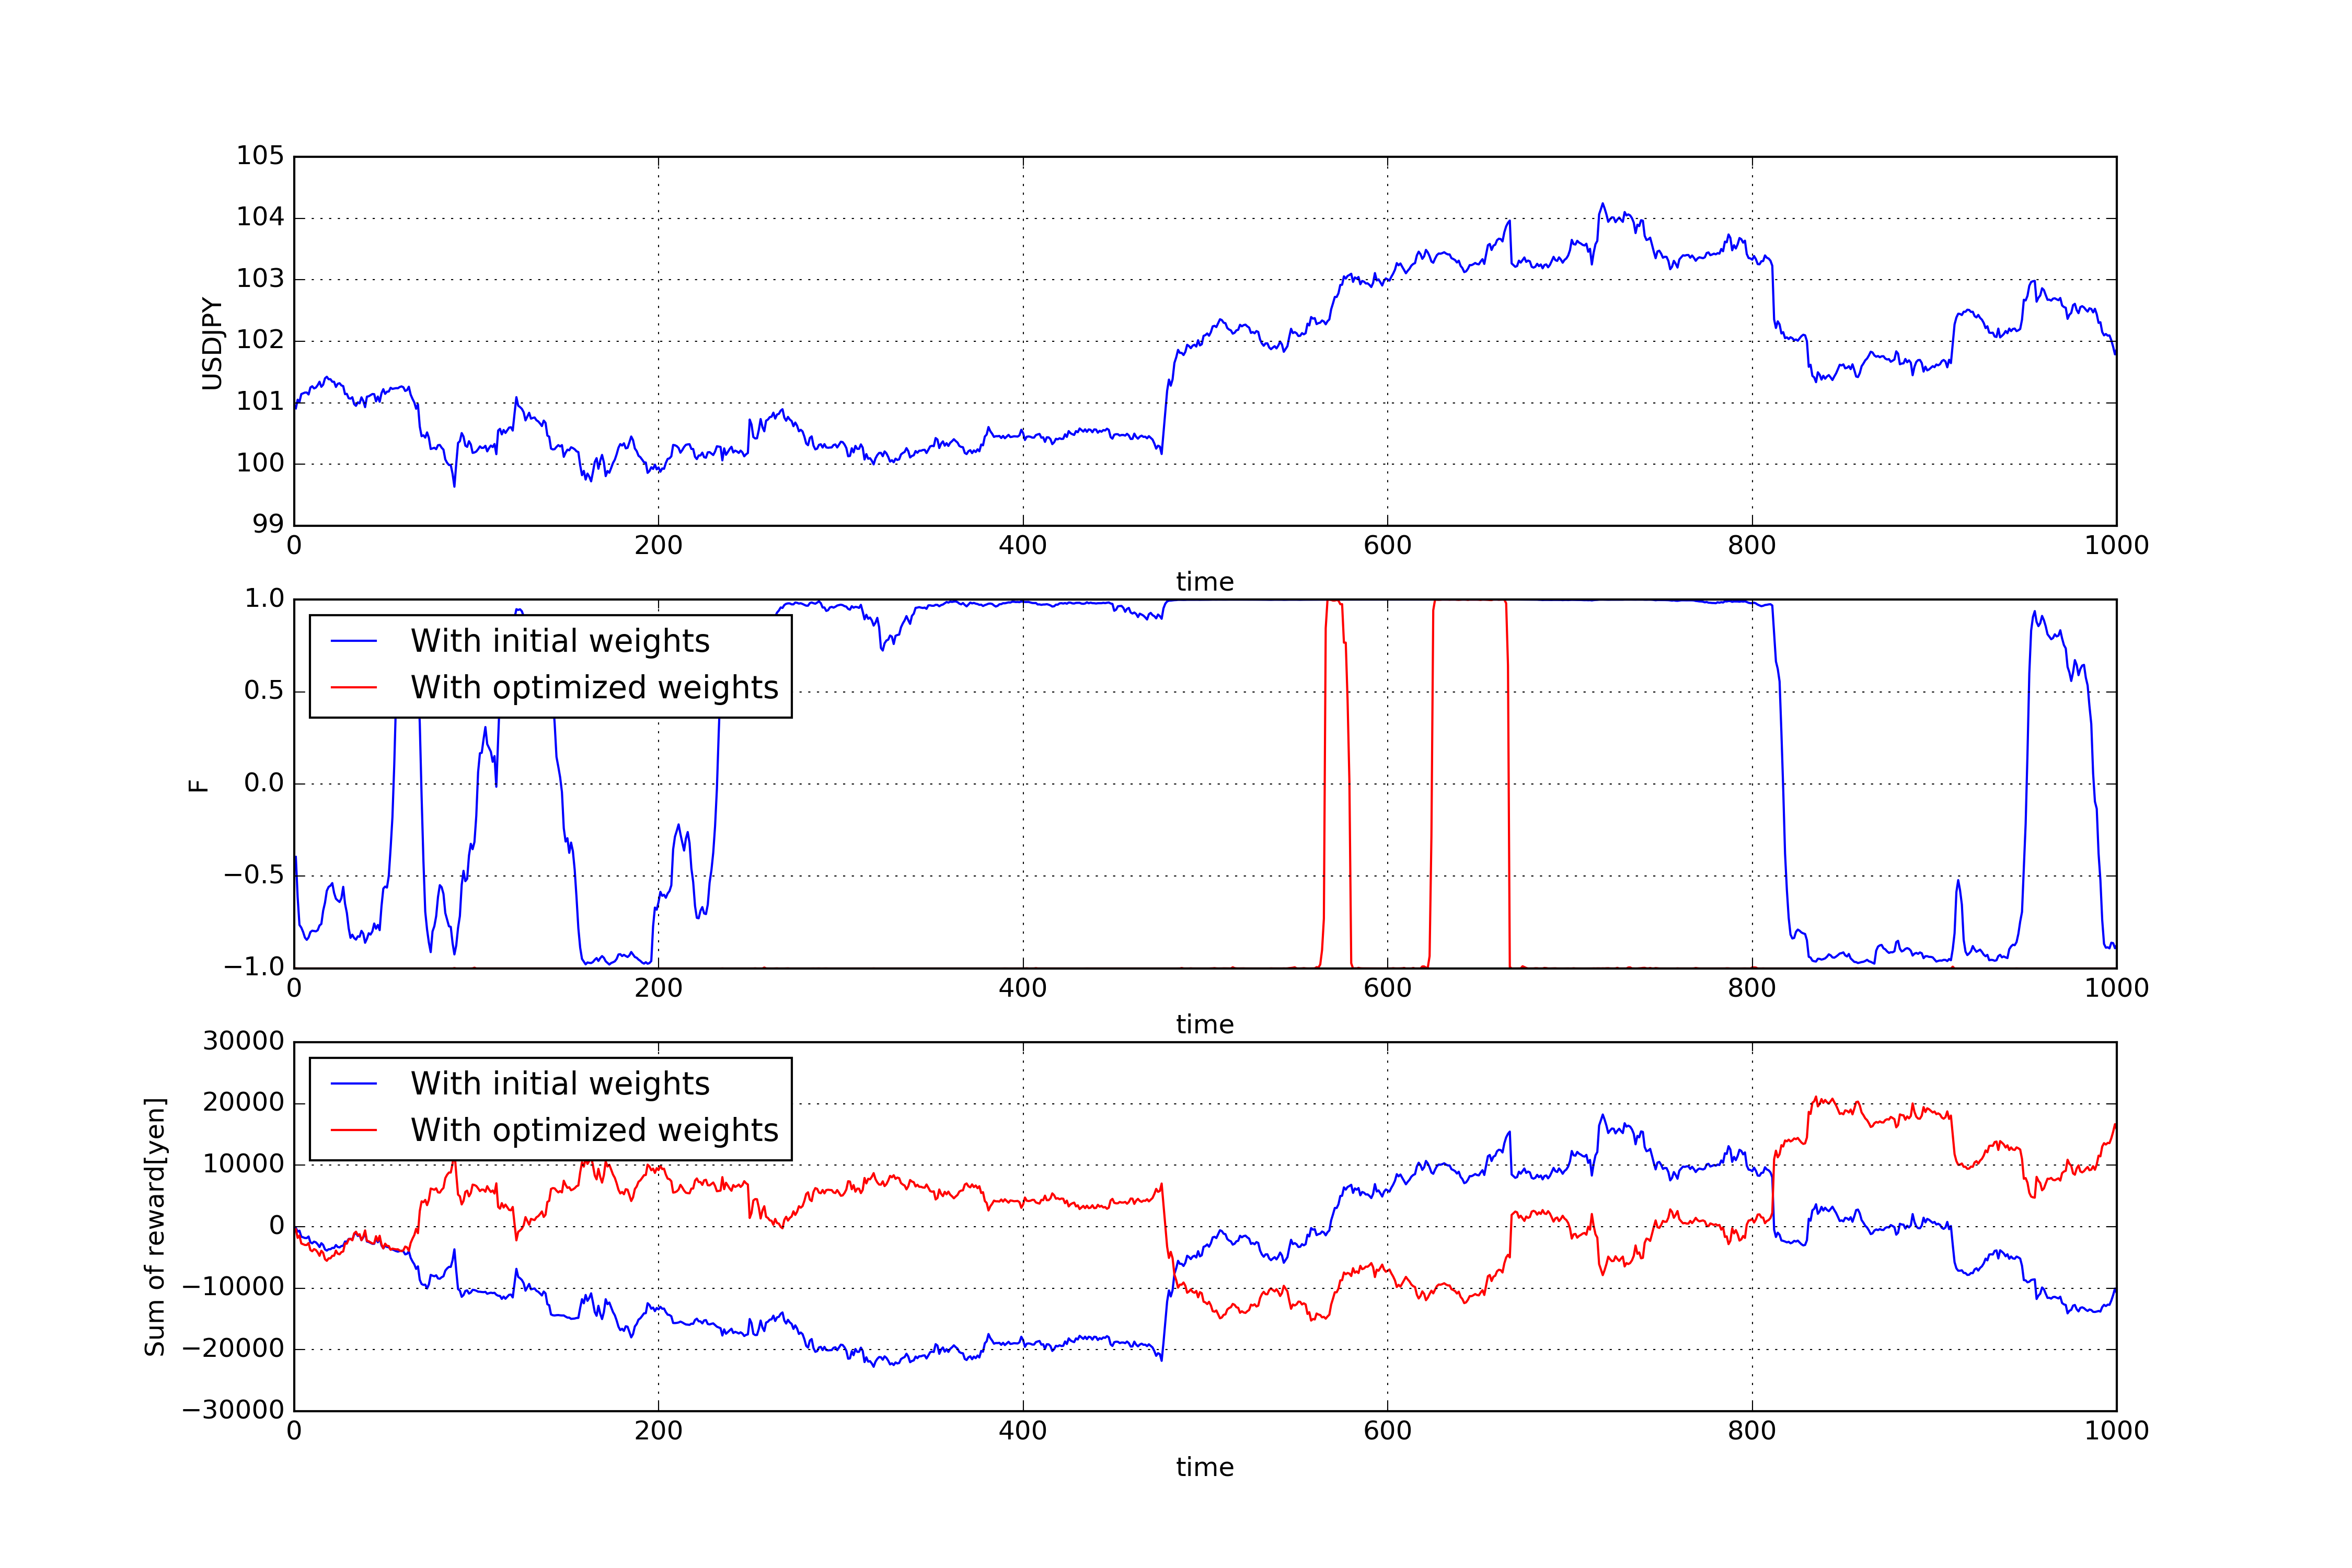 105
104
103
102
101
100
99
USDJPY
0 200 400 600 800 1000
time
1.0
0.5
0.0
−0.5
−1.0
F
With initial weights
With optimized weights
0 200 400 600 800 1000
time
30000
20000
10000
0
−10000
−20000
−30000
Sum of reward[yen]
With initial weights
With optimized weights
0 200 400 600 800 1000
time